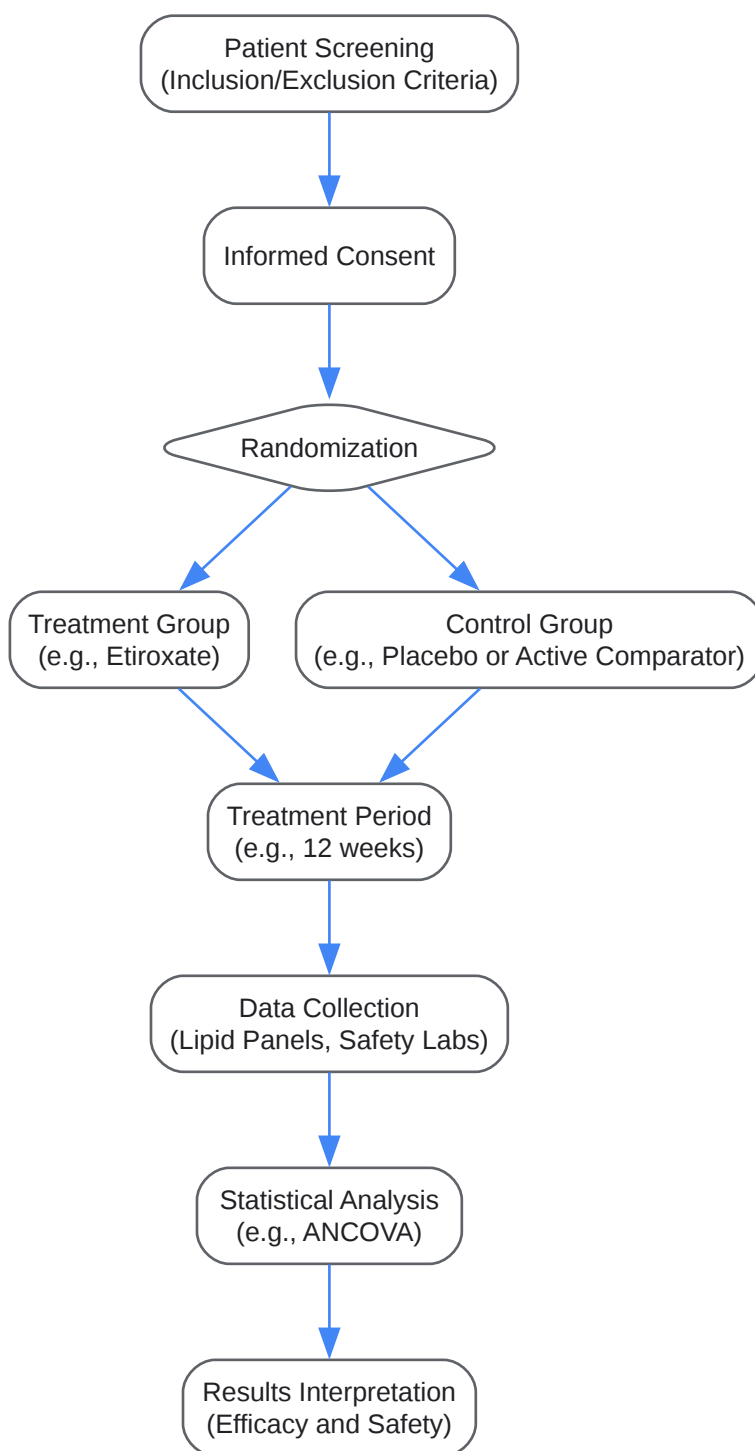 Patient Screening
(Inclusion/Exclusion Criteria)
Informed Consent
Randomization
Treatment Group
(e.g., Etiroxate)
Control Group
(e.g., Placebo or Active Comparator)
Treatment Period
(e.g., 12 weeks)
Data Collection
(Lipid Panels, Safety Labs)
Statistical Analysis
(e.g., ANCOVA)
Results Interpretation
(Efficacy and Safety)